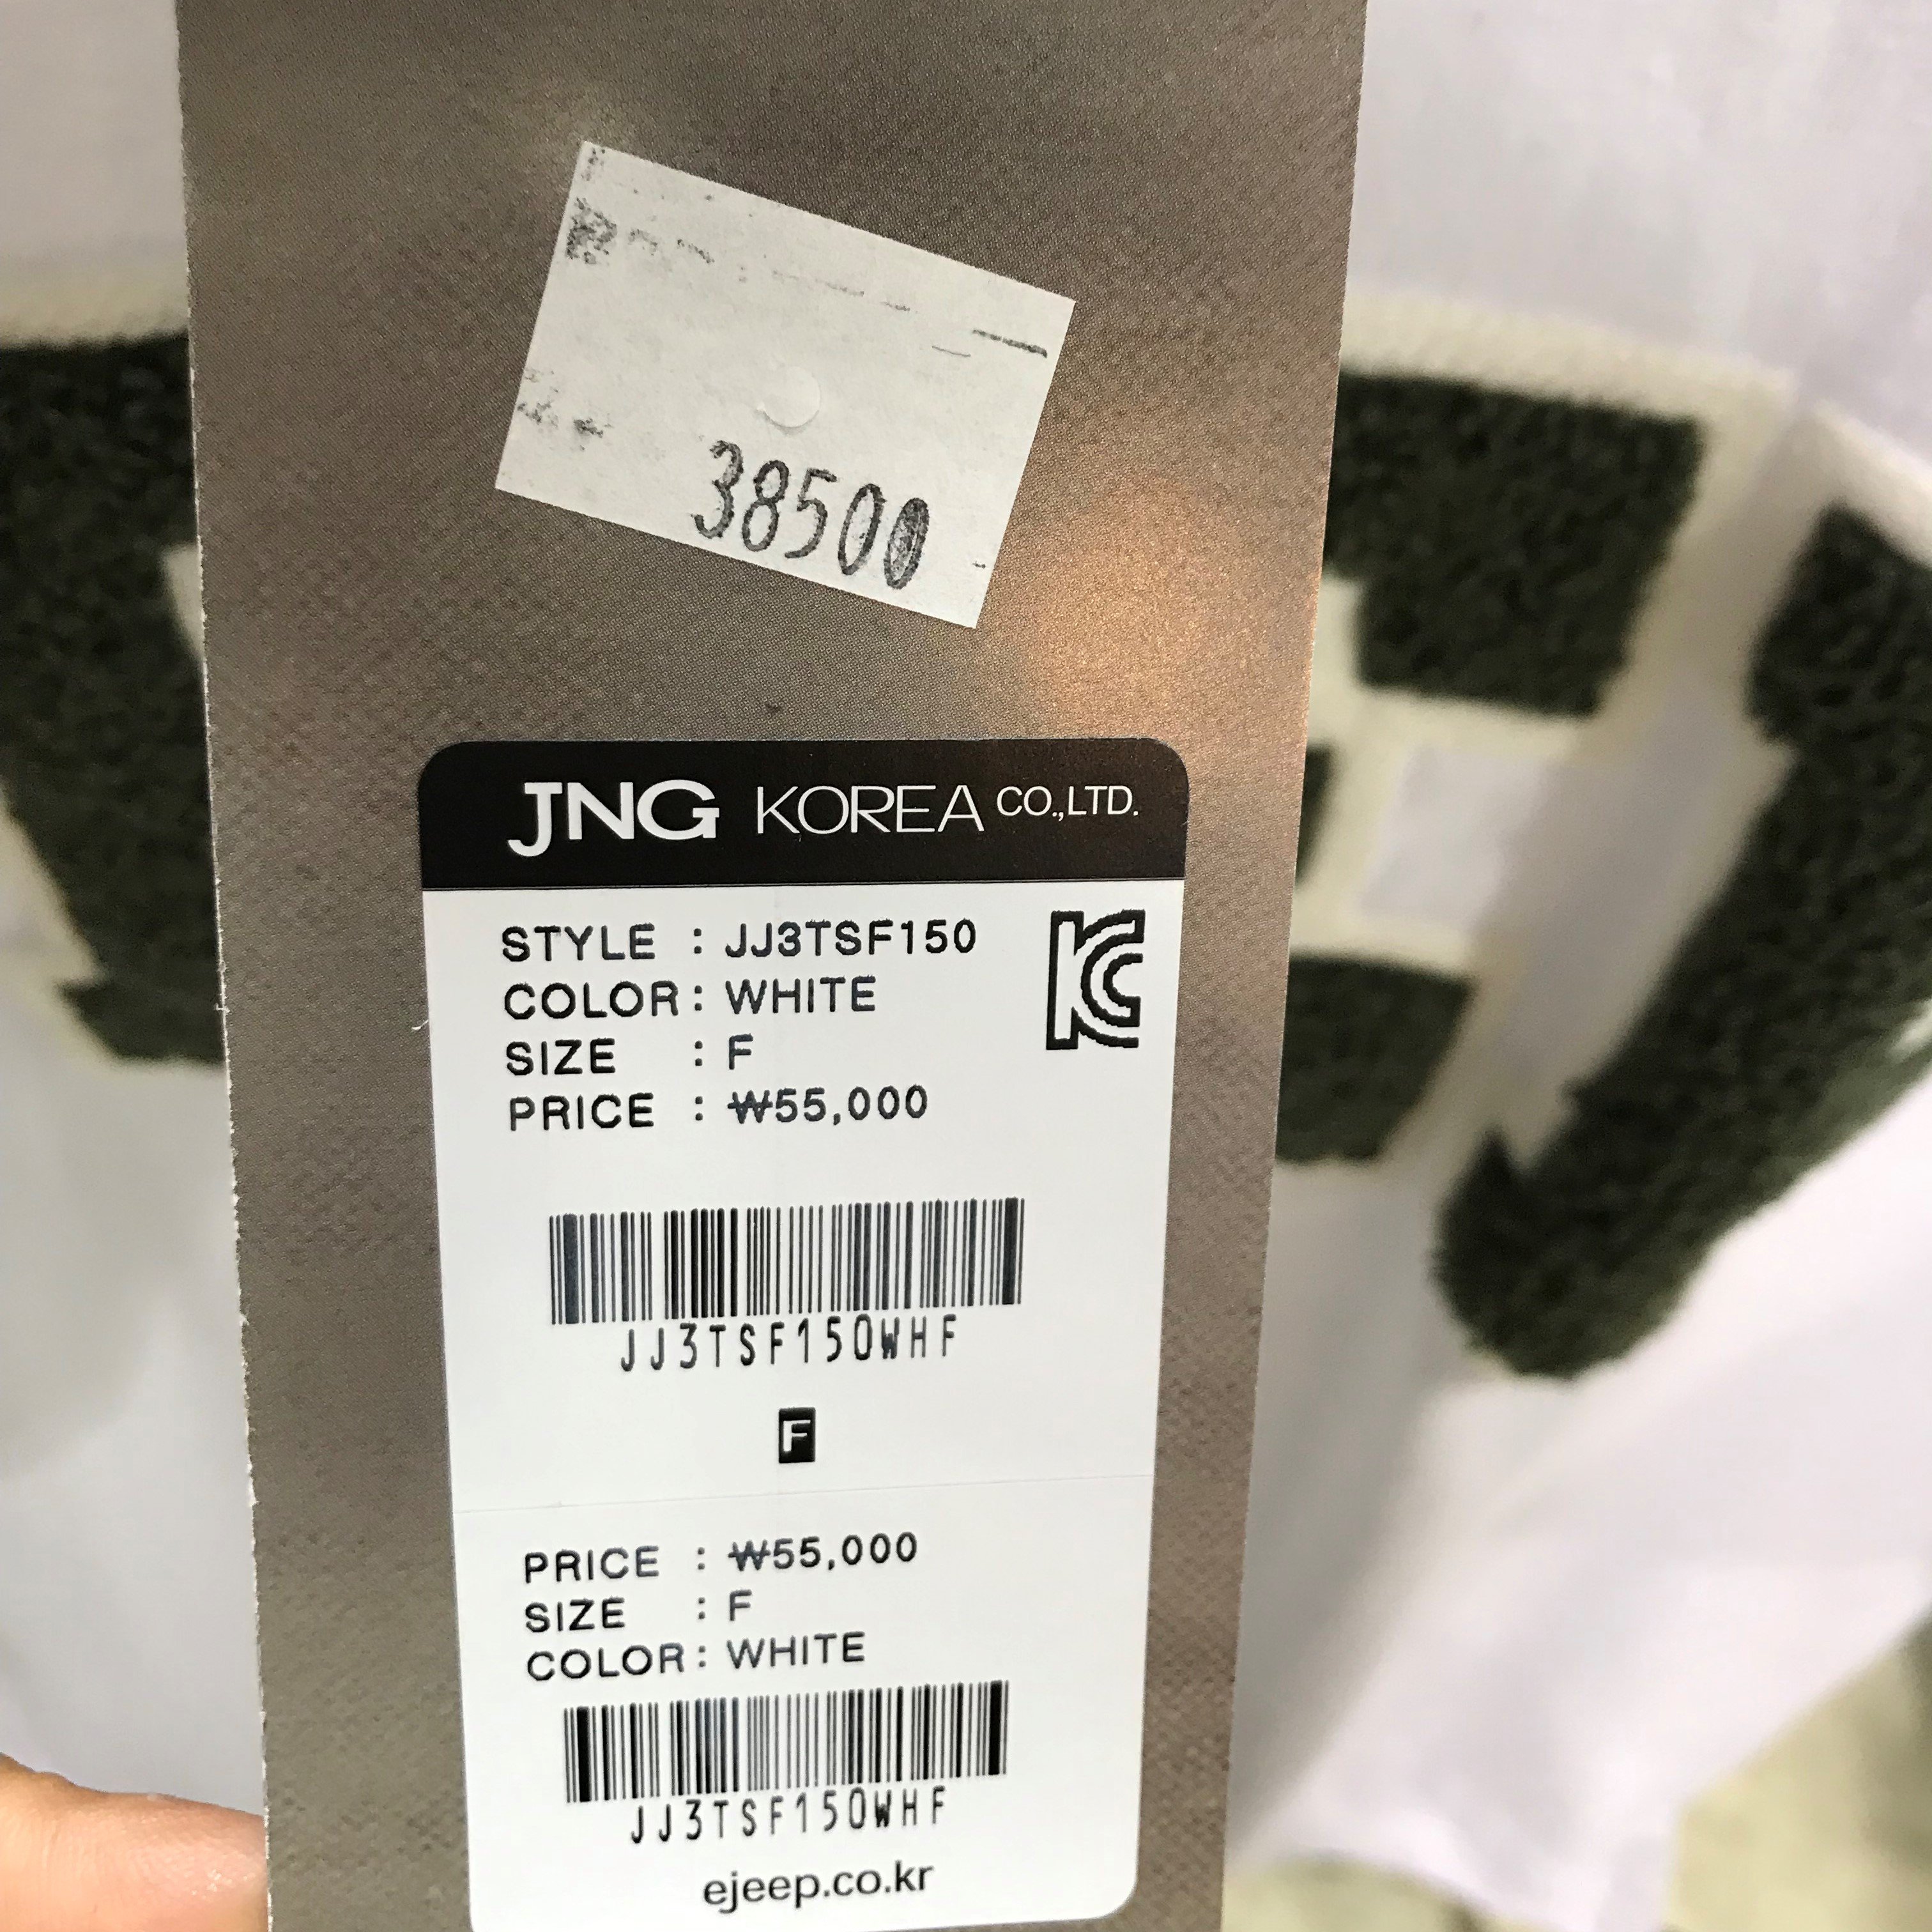 38500
JNG KOREA CO.,LTD.
STYLE : JJ3TSF150
COLOR : WHITE
SIZE : F
PRICE : ₩55,000
JJ3TSF150WHF
F
PRICE : ₩55,000
SIZE : F
COLOR : WHITE
JJ3TSF150WHF
ejeep.co.kr